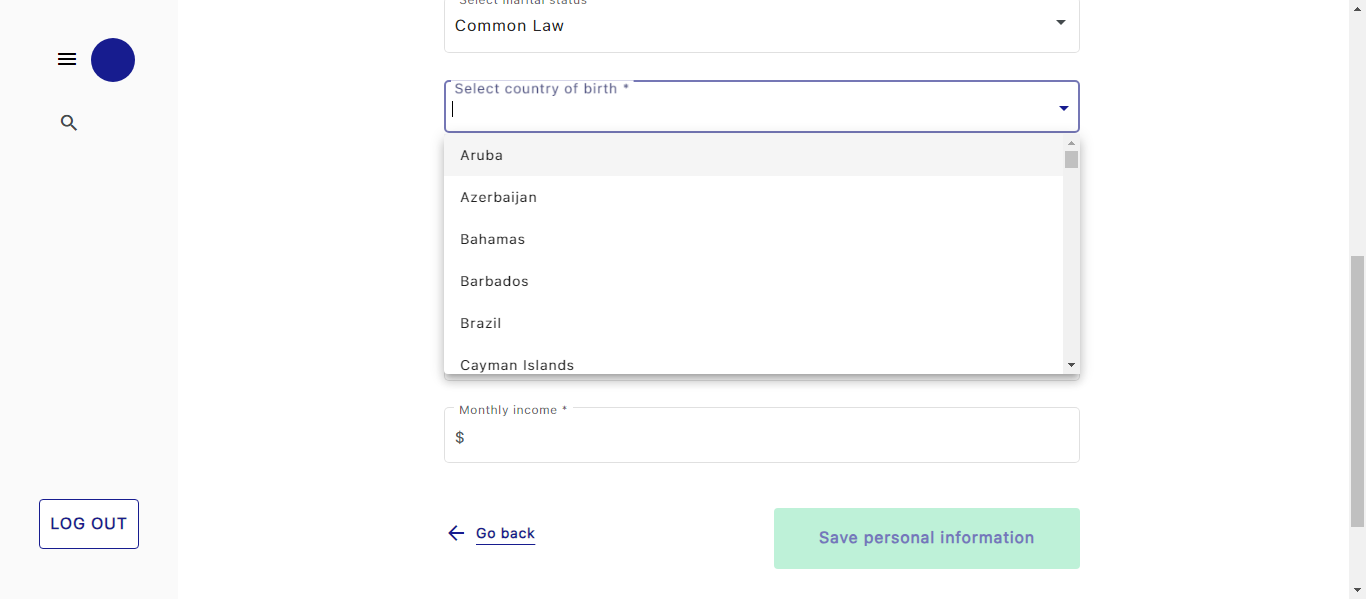 Select marital status
Common Law
Select country of birth *
Aruba
Azerbaijan
Bahamas
Barbados
Brazil
Cayman Islands
Monthly income *
$
LOG OUT
Go back
Save personal information